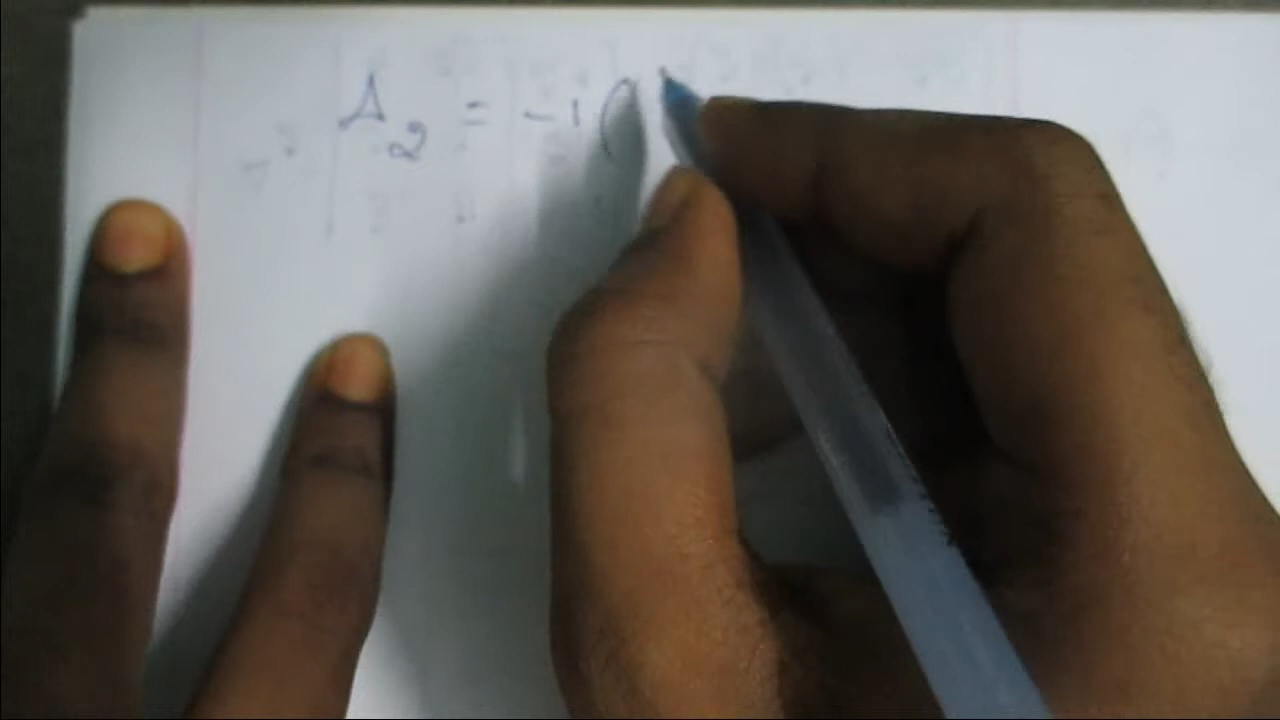 Δ₂ = -1 (